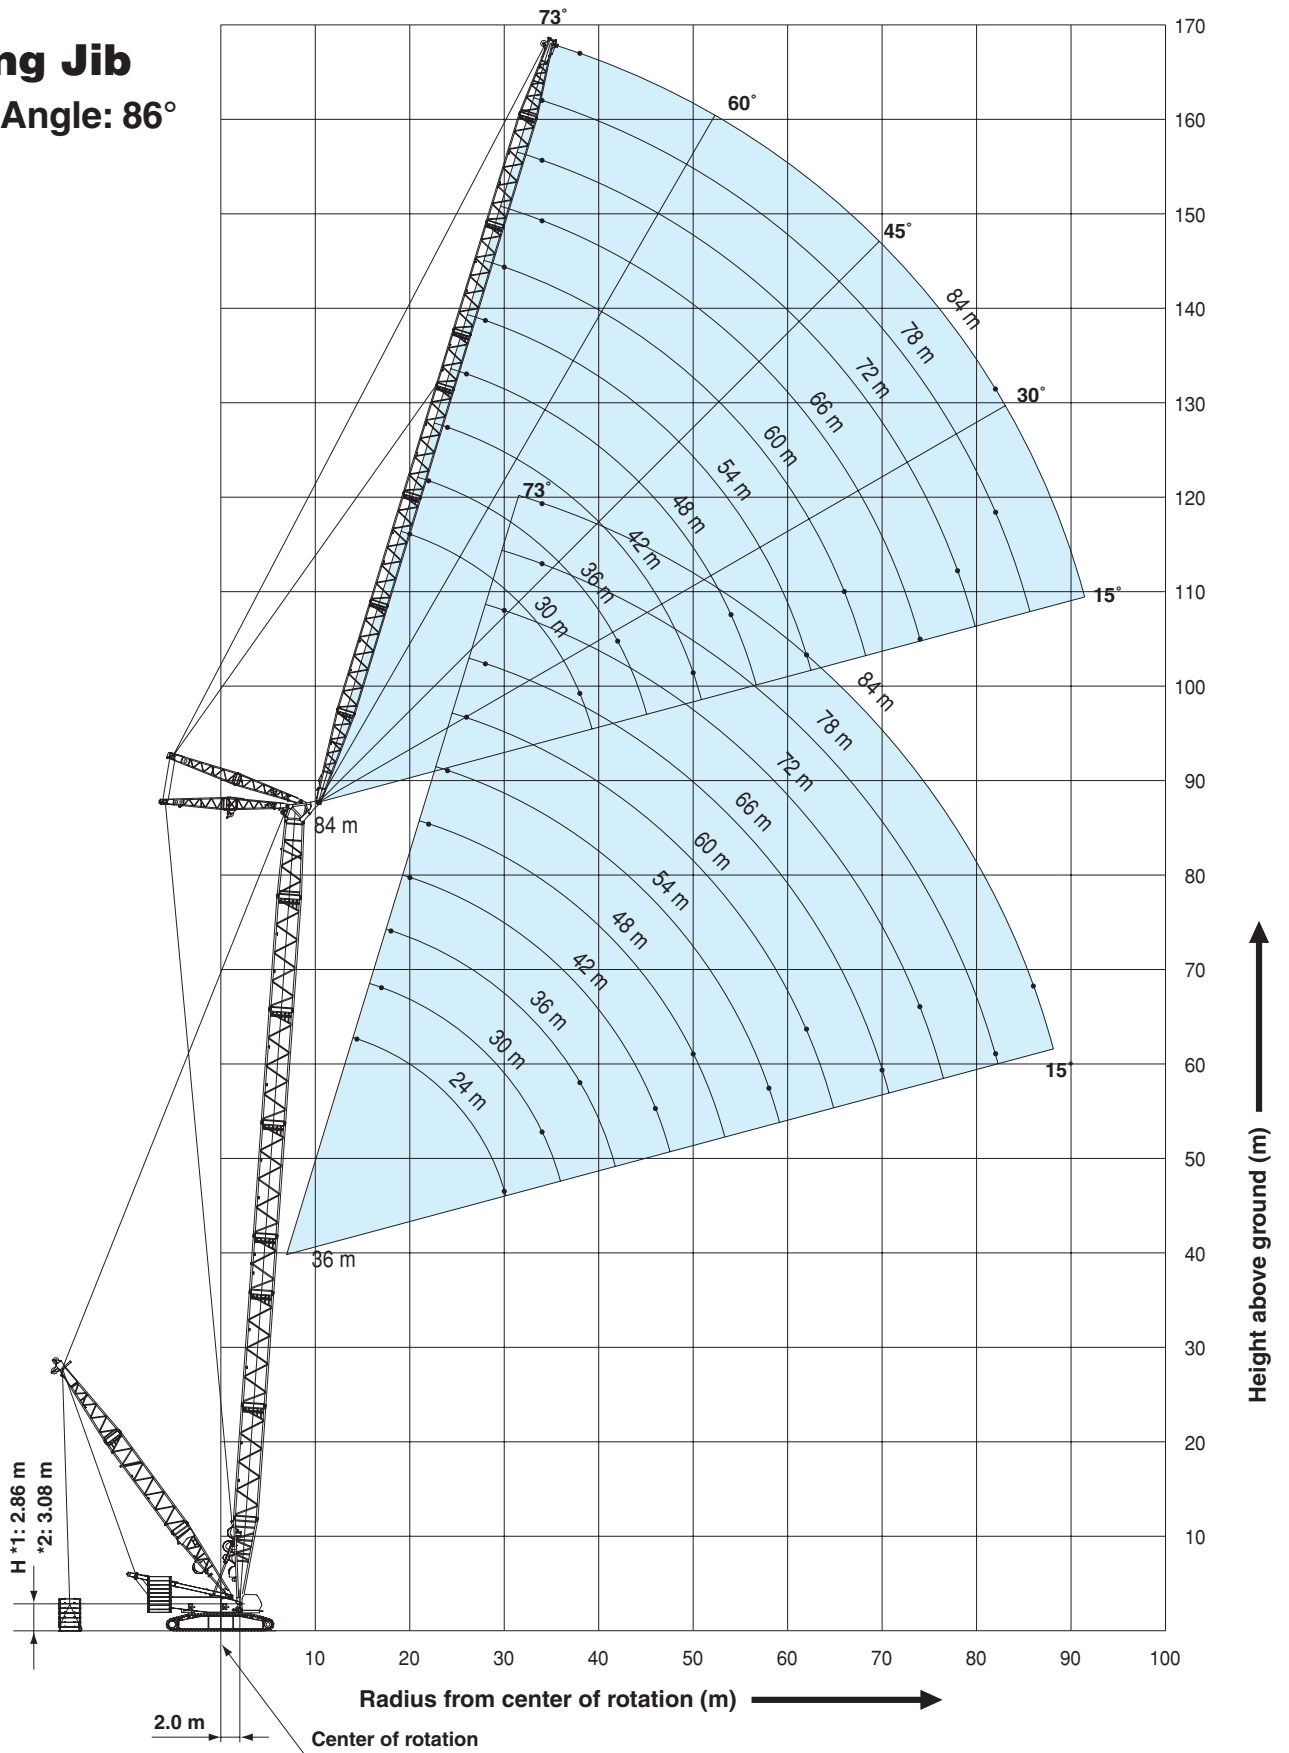 ng Jib
Angle: 86°
73°
60°
45°
30°
15°
84 m
78 m
72 m
66 m
60 m
54 m
48 m
42 m
36 m
30 m
73°
84 m
78 m
72 m
66 m
60 m
54 m
48 m
42 m
36 m
30 m
24 m
15°
84 m
36 m
170
160
150
140
130
120
110
100
90
80
70
60
50
40
30
20
10
Height above ground (m)
H *1: 2.86 m
*2: 3.08 m
10 20 30 40 50 60 70 80 90 100
Radius from center of rotation (m)
2.0 m
Center of rotation